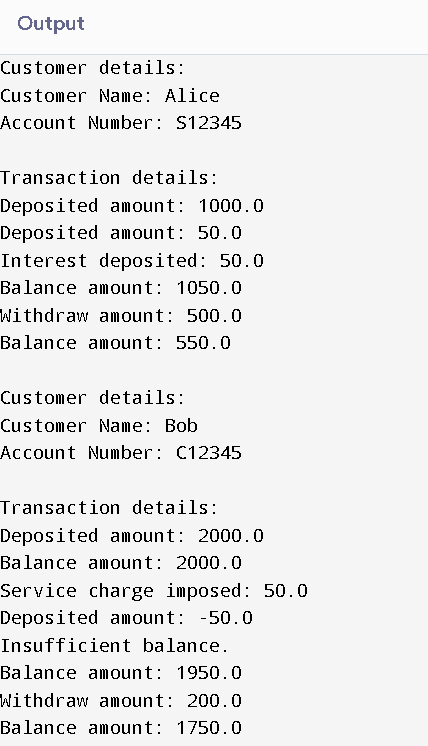 Output
Customer details:
Customer Name: Alice
Account Number: S12345
Transaction details:
Deposited amount: 1000.0
Deposited amount: 50.0
Interest deposited: 50.0
Balance amount: 1050.0
Withdraw amount: 500.0
Balance amount: 550.0
Customer details:
Customer Name: Bob
Account Number: C12345
Transaction details:
Deposited amount: 2000.0
Balance amount: 2000.0
Service charge imposed: 50.0
Deposited amount: -50.0
Insufficient balance.
Balance amount: 1950.0
Withdraw amount: 200.0
Balance amount: 1750.0